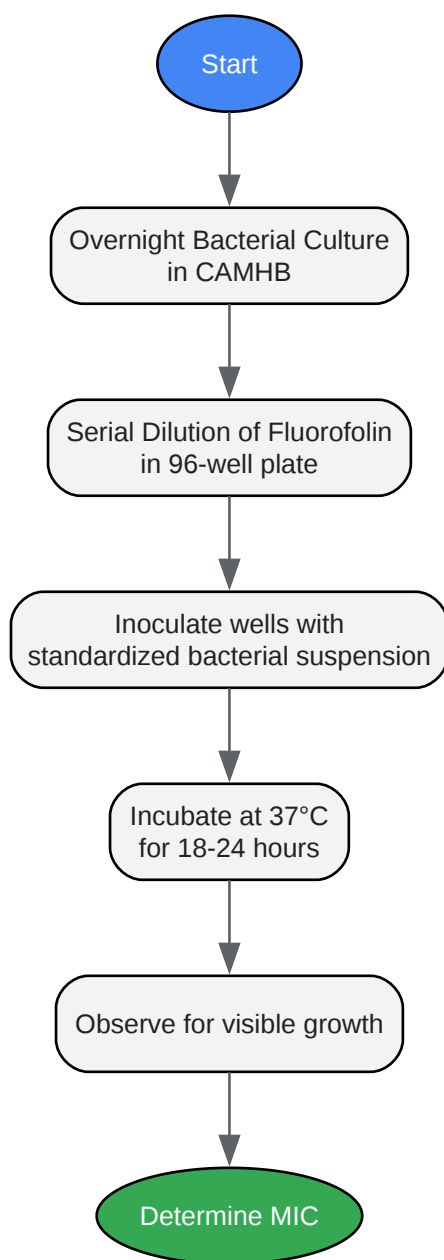 Start
Overnight Bacterial Culture
in CAMHB
Serial Dilution of Fluorofolin
in 96-well plate
Inoculate wells with
standardized bacterial suspension
Incubate at 37°C
for 18-24 hours
Observe for visible growth
Determine MIC